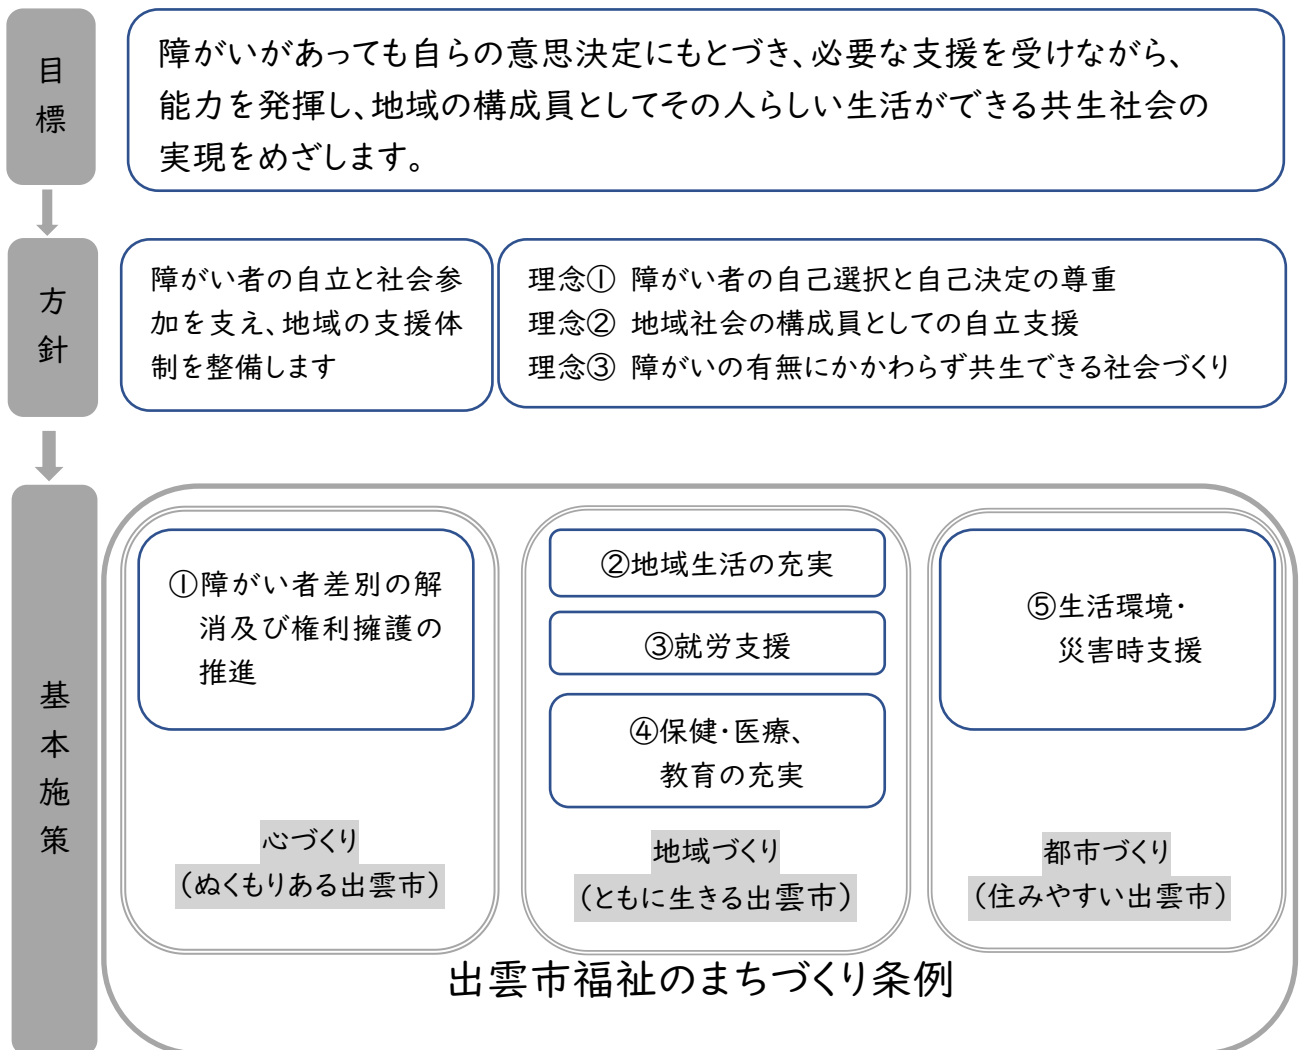 目標
障がいがあっても自らの意思決定にもとづき、必要な支援を受けながら、
能力を発揮し、地域の構成員としてその人らしい生活ができる共生社会の
実現をめざします。
方針
障がい者の自立と社会参
加を支え、地域の支援体
制を整備します
理念① 障がい者の自己選択と自己決定の尊重
理念② 地域社会の構成員としての自立支援
理念③ 障がいの有無にかかわらず共生できる社会づくり
基本施策
①障がい者差別の解
消及び権利擁護の
推進
心づくり
（ぬくもりある出雲市）
②地域生活の充実
③就労支援
④保健・医療、
教育の充実
地域づくり
（ともに生きる出雲市）
⑤生活環境・
災害時支援
都市づくり
（住みやすい出雲市）
出雲市福祉のまちづくり条例